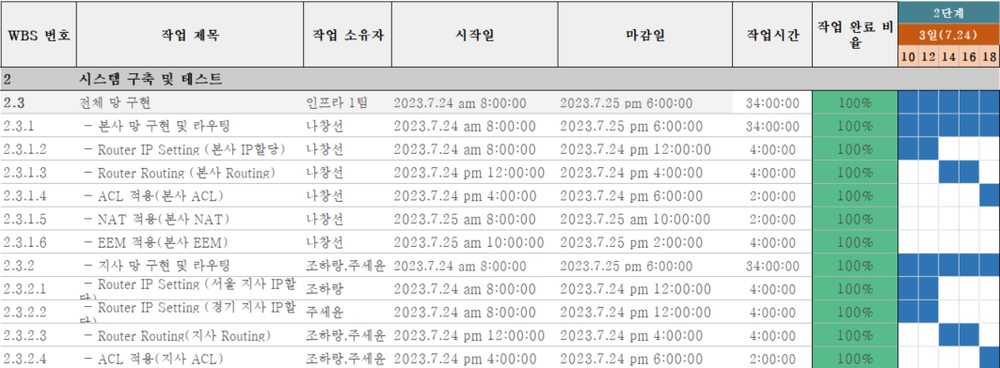 WBS 번호 작업 제목 작업 소유자 시작일 마감일 작업시간 작업 완료 비율 2단계
3일(7.24)
10 12 14 16 18
2 시스템 구축 및 테스트
2.3 전체 망 구현 인프라 1팀 2023.7.24 am 8:00:00 2023.7.25 pm 6:00:00 34:00:00 100%
2.3.1 - 본사 망 구현 및 라우팅 나창선 2023.7.24 am 8:00:00 2023.7.25 pm 6:00:00 34:00:00 100%
2.3.1.2 - Router IP Setting (본사 IP할당) 나창선 2023.7.24 am 8:00:00 2023.7.24 pm 12:00:00 4:00:00 100%
2.3.1.3 - Router Routing (본사 Routing) 나창선 2023.7.24 pm 12:00:00 2023.7.24 pm 4:00:00 4:00:00 100%
2.3.1.4 - ACL 적용(본사 ACL) 나창선 2023.7.24 pm 4:00:00 2023.7.24 pm 6:00:00 2:00:00 100%
2.3.1.5 - NAT 적용(본사 NAT) 나창선 2023.7.25 am 8:00:00 2023.7.25 am 10:00:00 2:00:00 100%
2.3.1.6 - EEM 적용(본사 EEM) 나창선 2023.7.25 am 10:00:00 2023.7.25 pm 2:00:00 4:00:00 100%
2.3.2 - 지사 망 구현 및 라우팅 조하랑,주세윤 2023.7.24 am 8:00:00 2023.7.25 pm 6:00:00 34:00:00 100%
2.3.2.1 - Router IP Setting (서울 지사 IP할당) 조하랑 2023.7.24 am 8:00:00 2023.7.24 pm 12:00:00 4:00:00 100%
2.3.2.2 - Router IP Setting (경기 지사 IP할당) 주세윤 2023.7.24 am 8:00:00 2023.7.24 pm 12:00:00 4:00:00 100%
2.3.2.3 - Router Routing(지사 Routing) 조하랑,주세윤 2023.7.24 pm 12:00:00 2023.7.24 pm 4:00:00 4:00:00 100%
2.3.2.4 - ACL 적용(지사 ACL) 조하랑,주세윤 2023.7.24 pm 4:00:00 2023.7.24 pm 6:00:00 2:00:00 100%